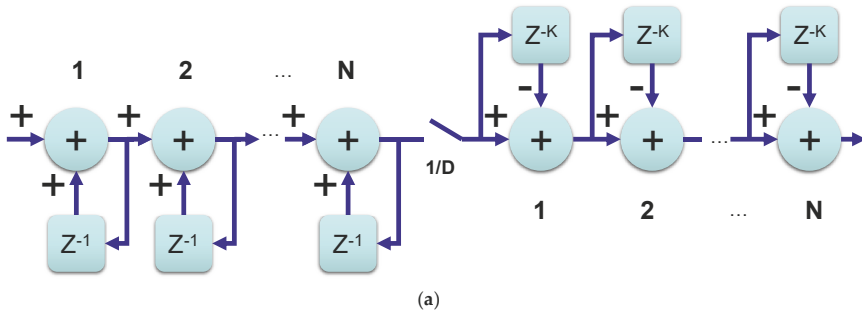 Z⁻ᴷ Z⁻ᴷ Z⁻ᴷ
1 2 ... N
- - -
+ + + + + +
+ + + ... + + + ... +
+ + + 1/D
1 2 ... N
Z⁻¹ Z⁻¹ Z⁻¹
(a)